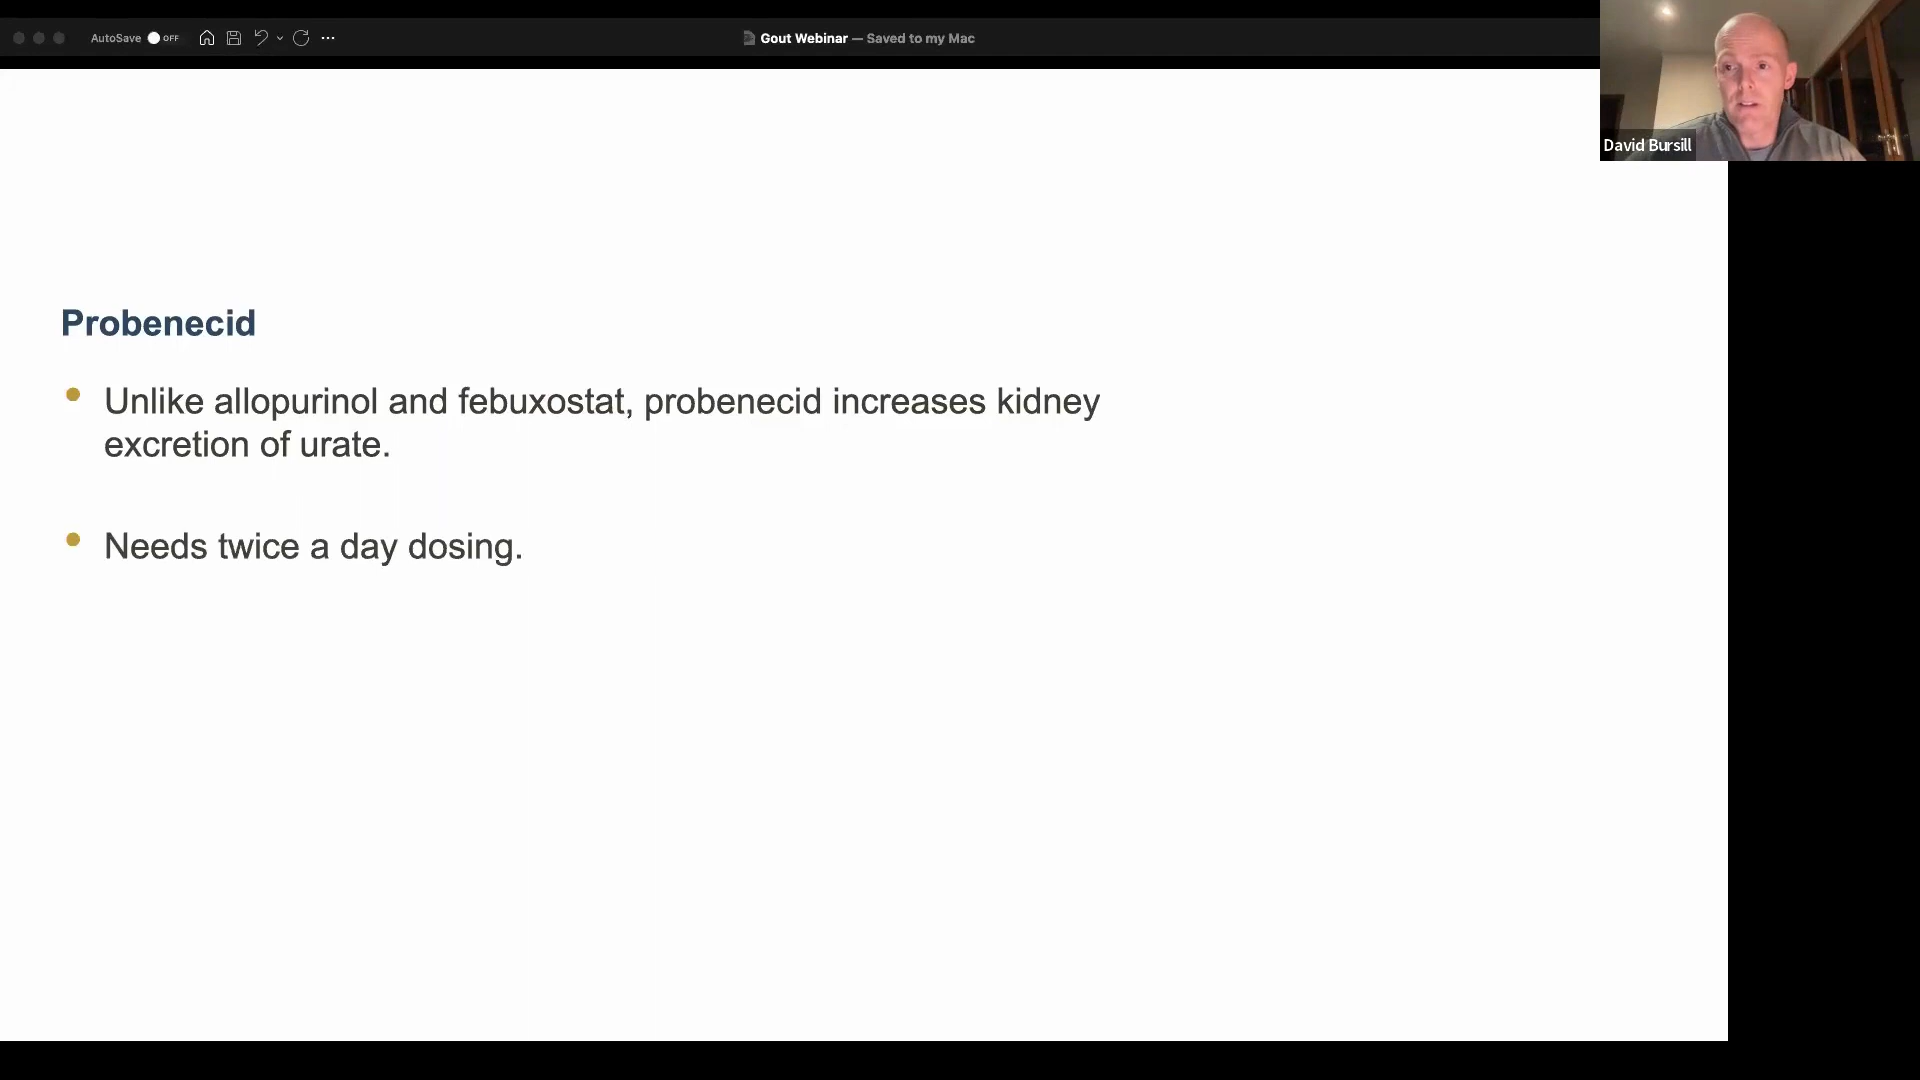 AutoSave OFF
Gout Webinar — Saved to my Mac
David Bursill
Probenecid
Unlike allopurinol and febuxostat, probenecid increases kidney
excretion of urate.
Needs twice a day dosing.